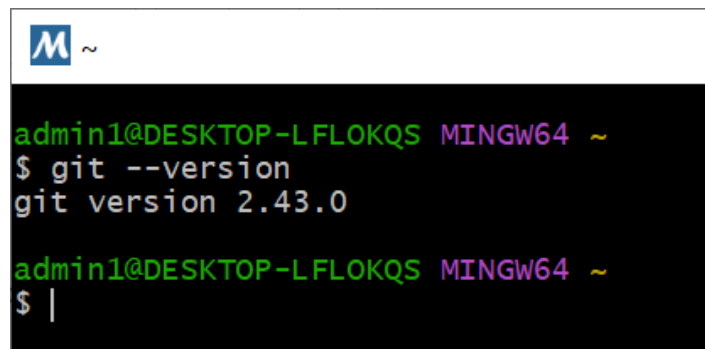 M ~
admin1@DESKTOP-LFLOKQS MINGW64 ~
$ git --version
git version 2.43.0
admin1@DESKTOP-LFLOKQS MINGW64 ~
$